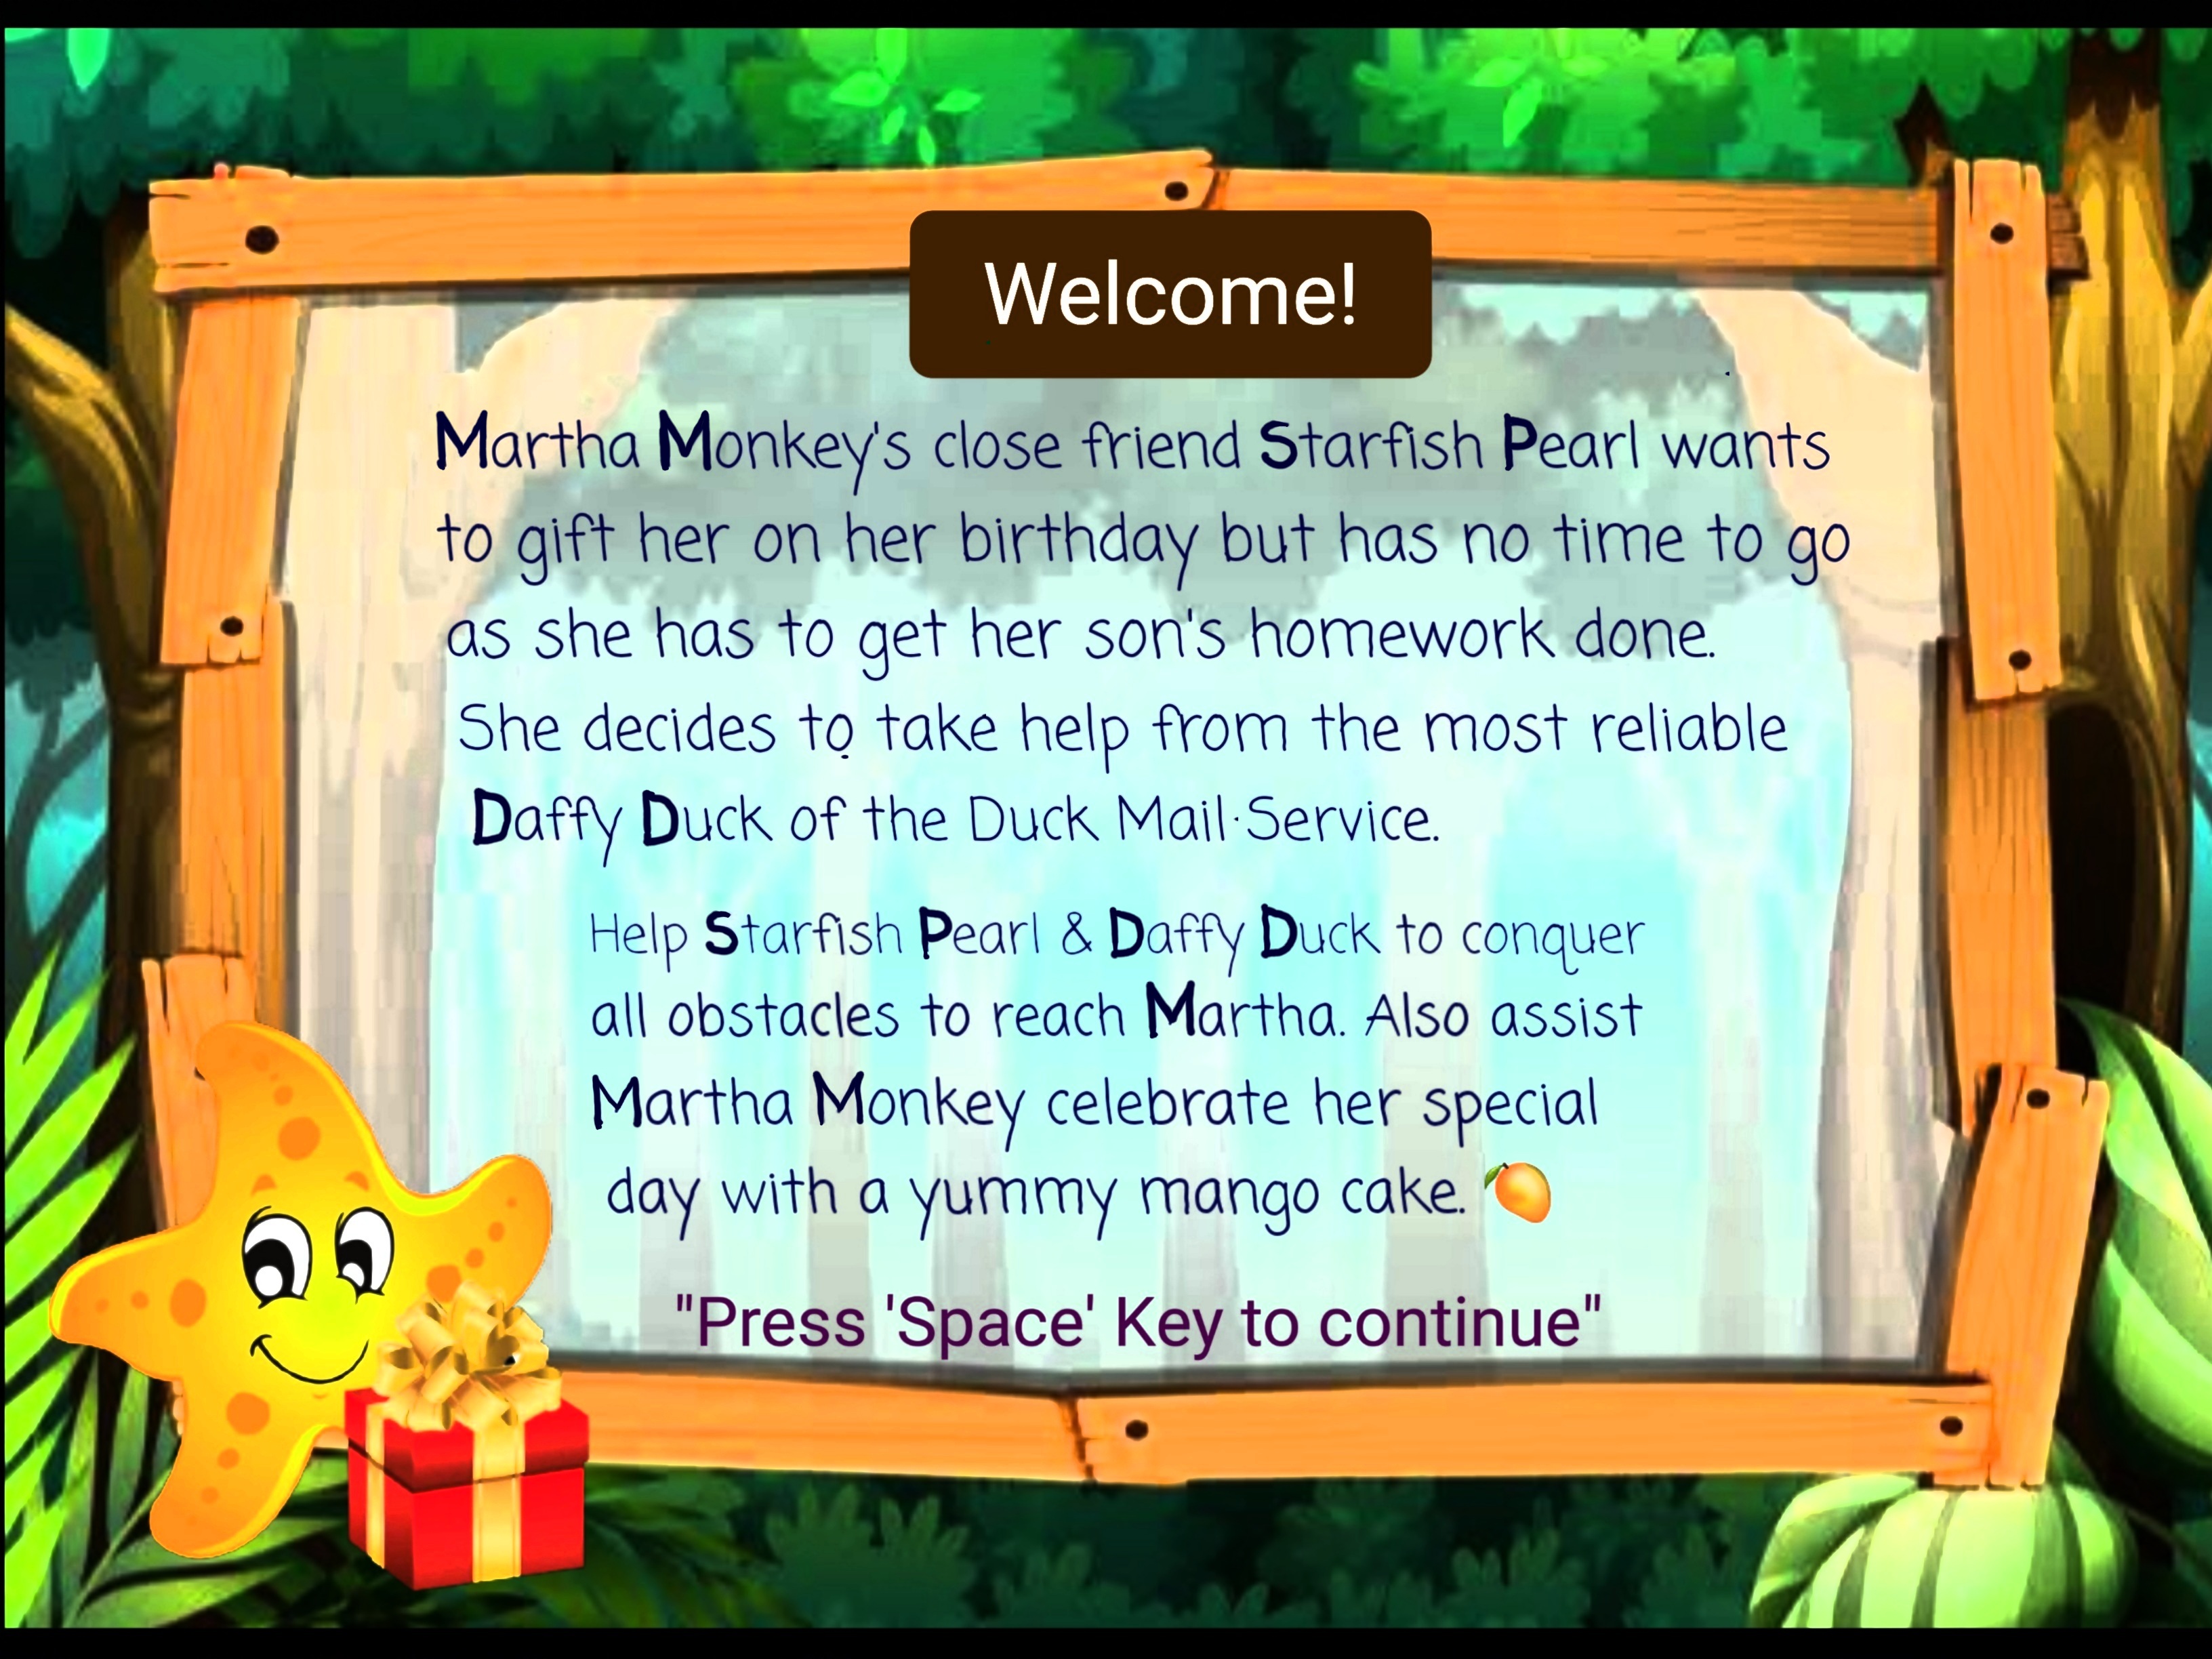 Welcome!
Martha Monkey's close friend Starfish Pearl wants
to gift her on her birthday but has no time to go
as she has to get her son's homework done.
She decides to take help from the most reliable
Daffy Duck of the Duck Mail·Service.
Help Starfish Pearl & Daffy Duck to conquer
all obstacles to reach Martha. Also assist
Martha Monkey celebrate her special
day with a yummy mango cake. 🥭
"Press 'Space' Key to continue"